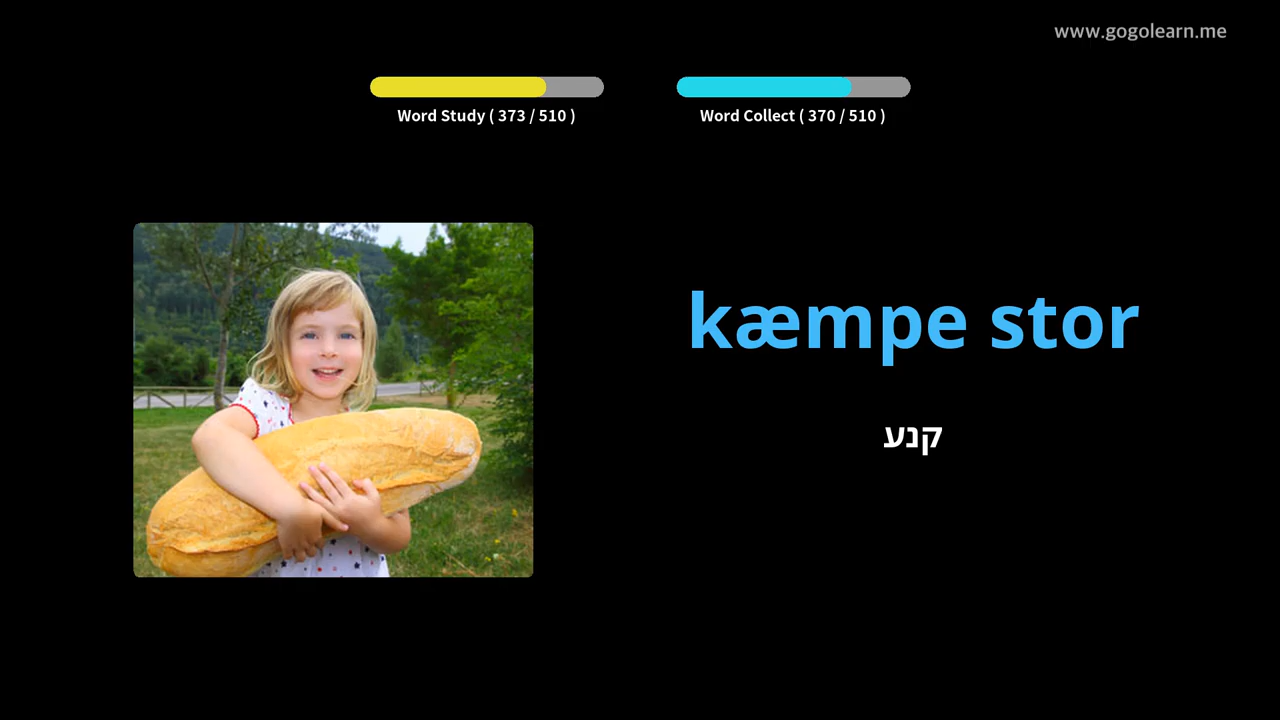 www.gogolearn.me
Word Study ( 373 / 510 )
Word Collect ( 370 / 510 )
kæmpe stor
קנע